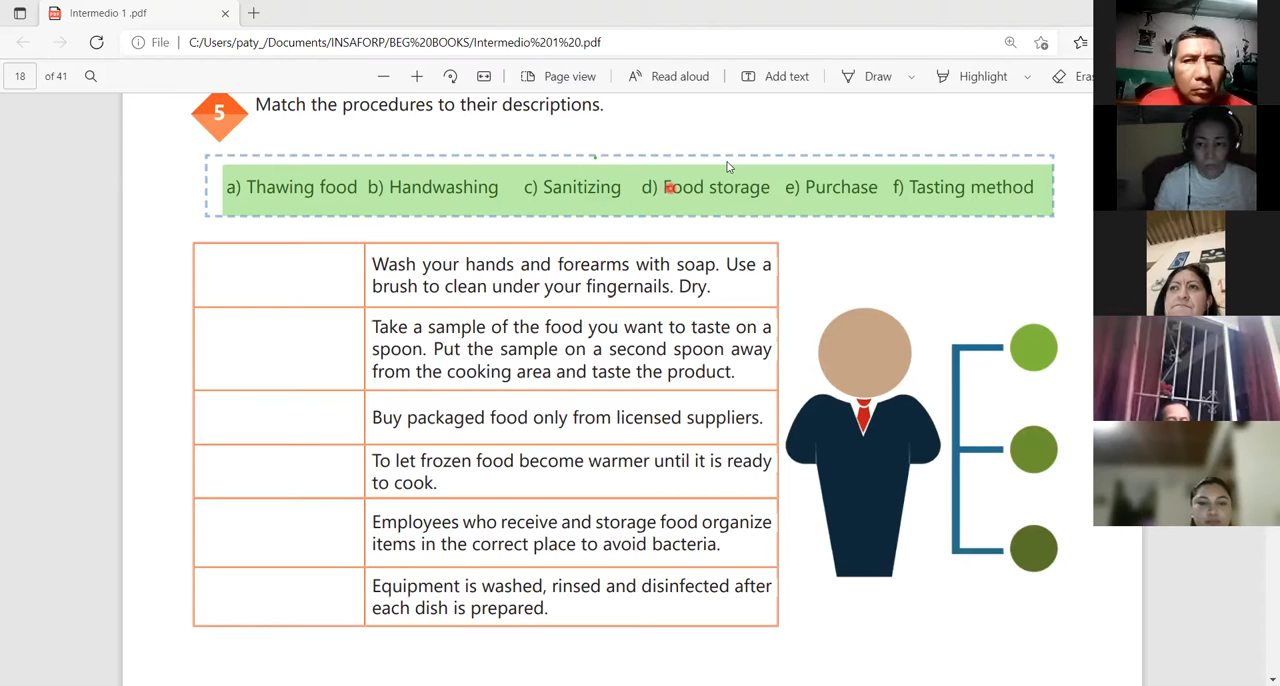 Intermedio 1 .pdf
File
C:/Users/paty_/Documents/INSAFORP/BEG%20BOOKS/Intermedio%201%20.pdf
18 of 41
Page view
Read aloud
Add text
Draw
Highlight
Eras
5
Match the procedures to their descriptions.
a) Thawing food b) Handwashing c) Sanitizing d) Food storage e) Purchase f) Tasting method
Wash your hands and forearms with soap. Use a
brush to clean under your fingernails. Dry.
Take a sample of the food you want to taste on a
spoon. Put the sample on a second spoon away
from the cooking area and taste the product.
Buy packaged food only from licensed suppliers.
To let frozen food become warmer until it is ready
to cook.
Employees who receive and storage food organize
items in the correct place to avoid bacteria.
Equipment is washed, rinsed and disinfected after
each dish is prepared.